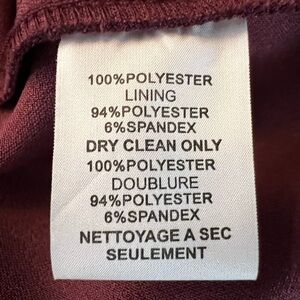 100%POLYESTER
LINING
94%POLYESTER
6%SPANDEX
DRY CLEAN ONLY
100%POLYESTER
DOUBLURE
94%POLYESTER
6%SPANDEX
NETTOYAGE A SEC
SEULEMENT